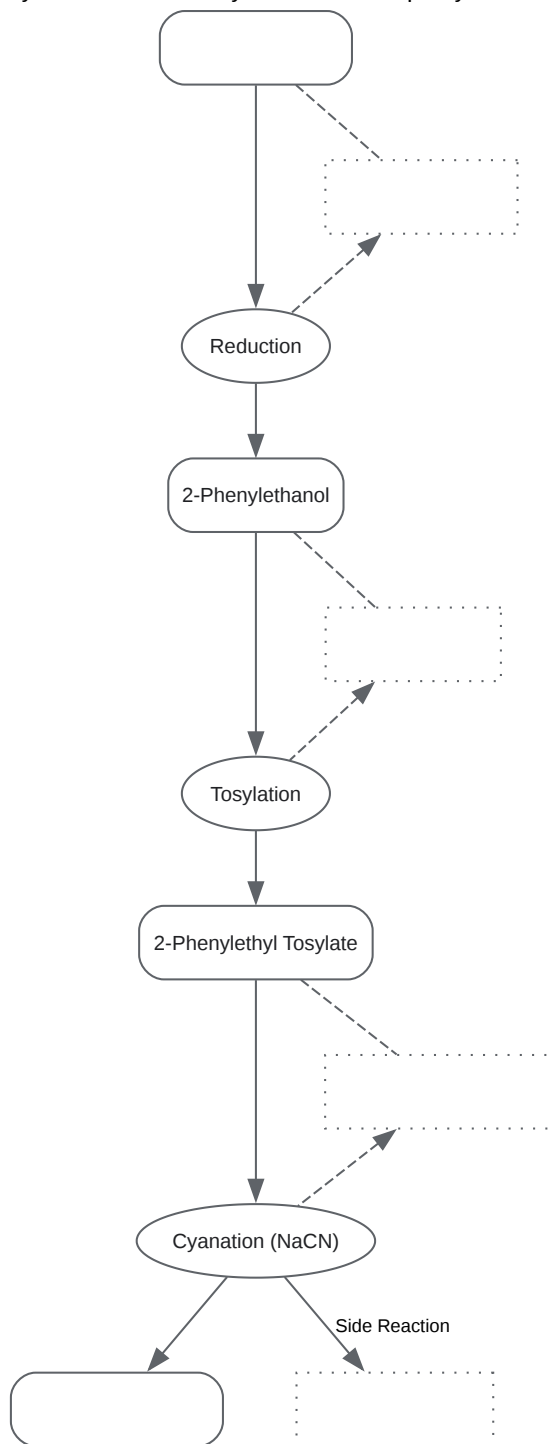 Reduction
2-Phenylethanol
Tosylation
2-Phenylethyl Tosylate
Cyanation (NaCN)
Side Reaction